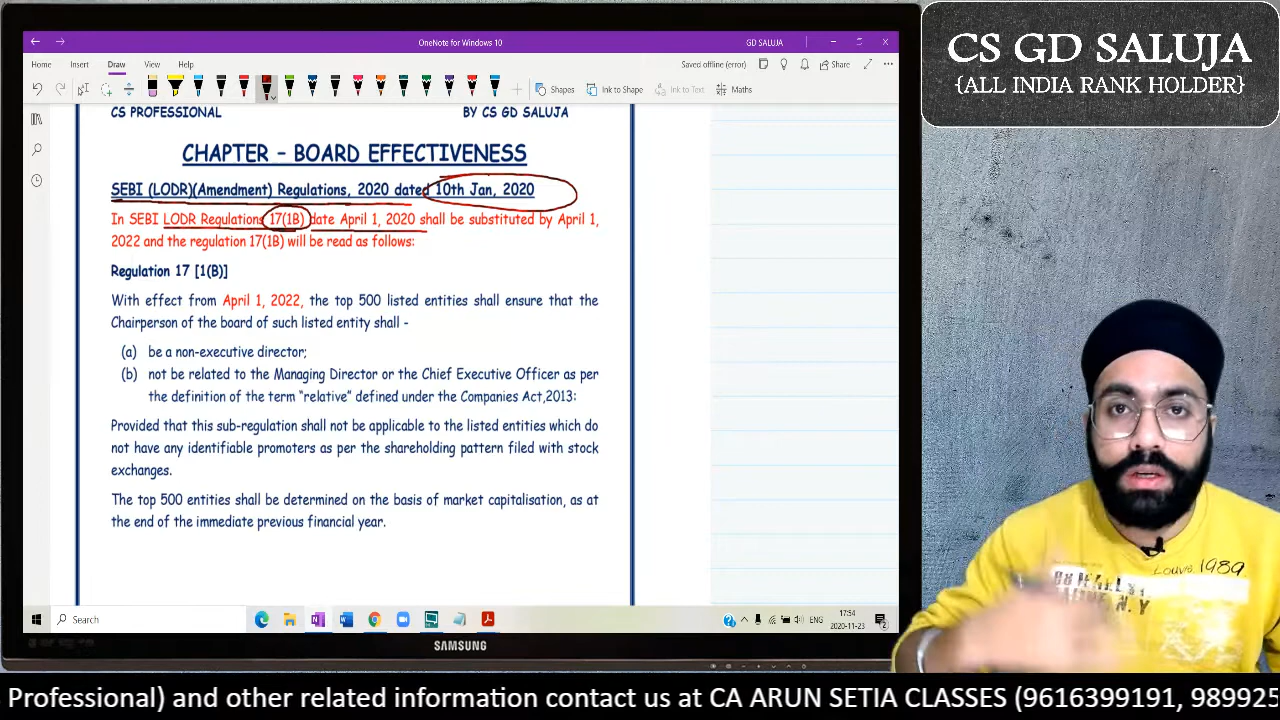 OneNote for Windows 10
GD SALUJA
Home Insert Draw View Help
Saved offline (error)
Share
Shapes
Ink to Shape
Ink to Text
Maths
CS PROFESSIONAL
BY CS GD SALUJA
CHAPTER – BOARD EFFECTIVENESS
SEBI (LODR)(Amendment) Regulations, 2020 dated 10th Jan, 2020
In SEBI LODR Regulations 17(1B) date April 1, 2020 shall be substituted by April 1,
2022 and the regulation 17(1B) will be read as follows:
Regulation 17 [1(B)]
With effect from April 1, 2022, the top 500 listed entities shall ensure that the
Chairperson of the board of such listed entity shall -
(a) be a non-executive director;
(b) not be related to the Managing Director or the Chief Executive Officer as per
the definition of the term “relative” defined under the Companies Act,2013:
Provided that this sub-regulation shall not be applicable to the listed entities which do
not have any identifiable promoters as per the shareholding pattern filed with stock
exchanges.
The top 500 entities shall be determined on the basis of market capitalisation, as at
the end of the immediate previous financial year.
Search
ENG
17:54
2020-11-23
SAMSUNG
CS GD SALUJA
{ALL INDIA RANK HOLDER}
Louve 1989
N.Y
Professional) and other related information contact us at CA ARUN SETIA CLASSES (9616399191, 989925